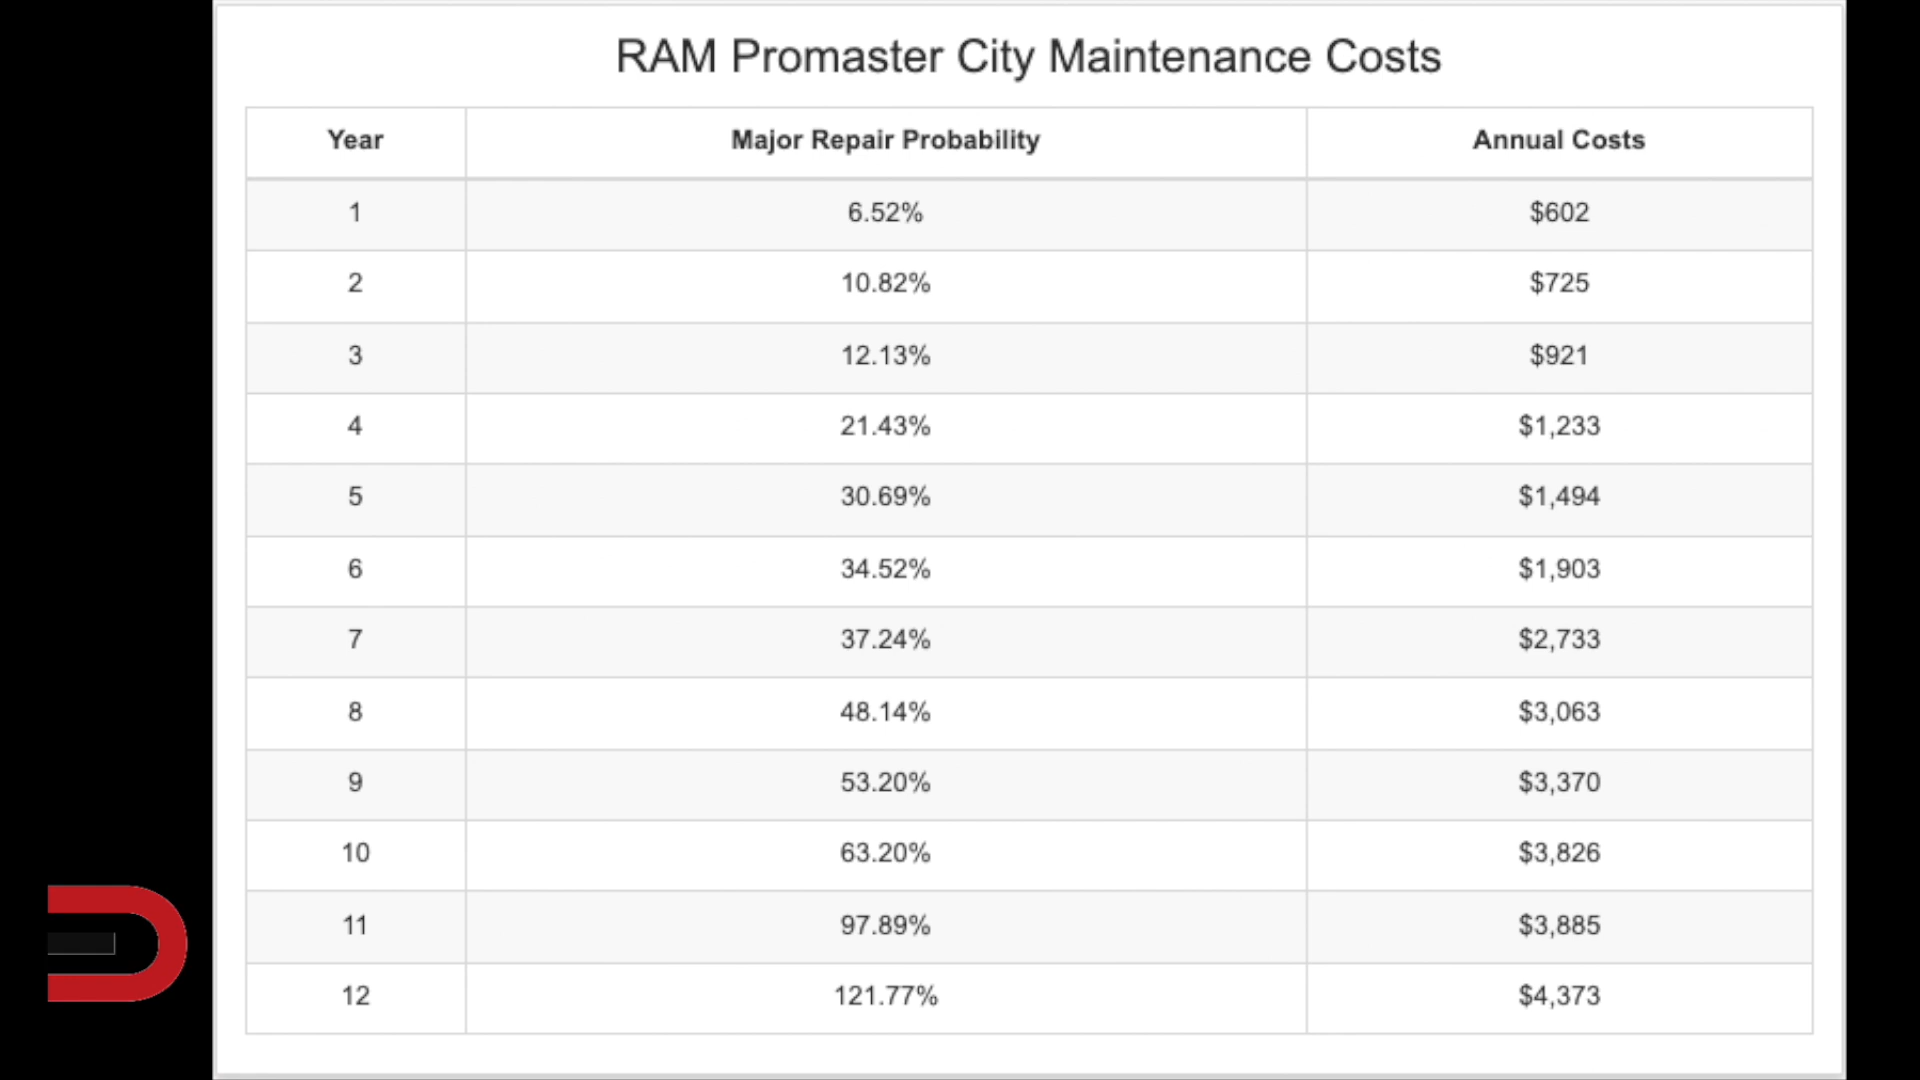 RAM Promaster City Maintenance Costs
Year Major Repair Probability Annual Costs
1 6.52% $602
2 10.82% $725
3 12.13% $921
4 21.43% $1,233
5 30.69% $1,494
6 34.52% $1,903
7 37.24% $2,733
8 48.14% $3,063
9 53.20% $3,370
10 63.20% $3,826
11 97.89% $3,885
12 121.77% $4,373